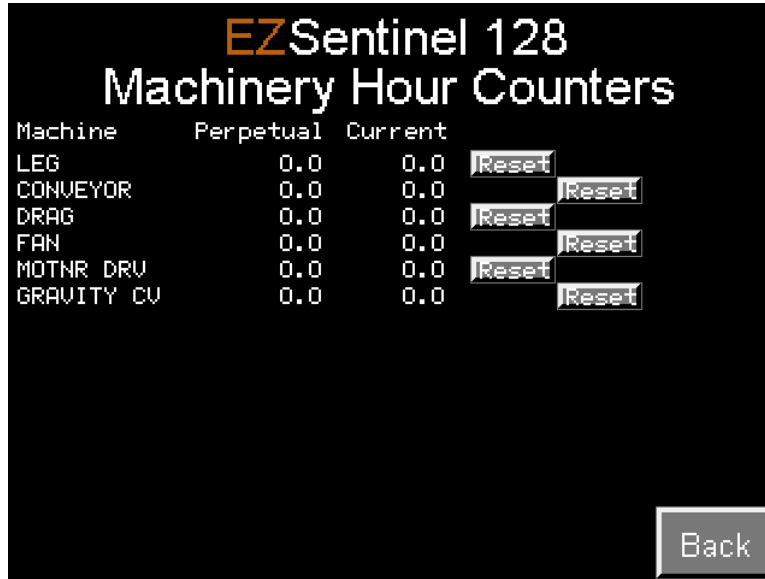 EZSentinel 128
Machinery Hour Counters
Machine Perpetual Current
LEG 0.0 0.0 Reset
CONVEYOR 0.0 0.0 Reset
DRAG 0.0 0.0 Reset
FAN 0.0 0.0 Reset
MOTNR DRV 0.0 0.0 Reset
GRAVITY CV 0.0 0.0 Reset
Back